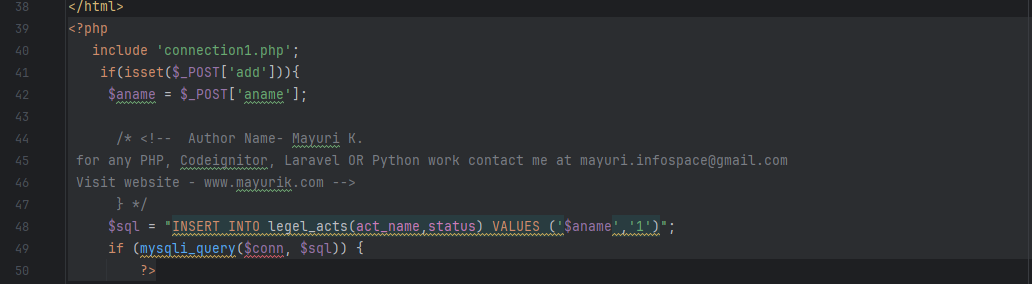 38 </html>
39 <?php
40 include 'connection1.php';
41 if(isset($_POST['add'])){
42 $aname = $_POST['aname'];
43
44 /* <!-- Author Name- Mayuri K.
45 for any PHP, Codeignitor, Laravel OR Python work contact me at mayuri.infospace@gmail.com
46 Visit website - www.mayurik.com -->
47 } */
48 $sql = "INSERT INTO legel_acts(act_name,status) VALUES ('$aname','1')";
49 if (mysqli_query($conn, $sql)) {
50 ?>